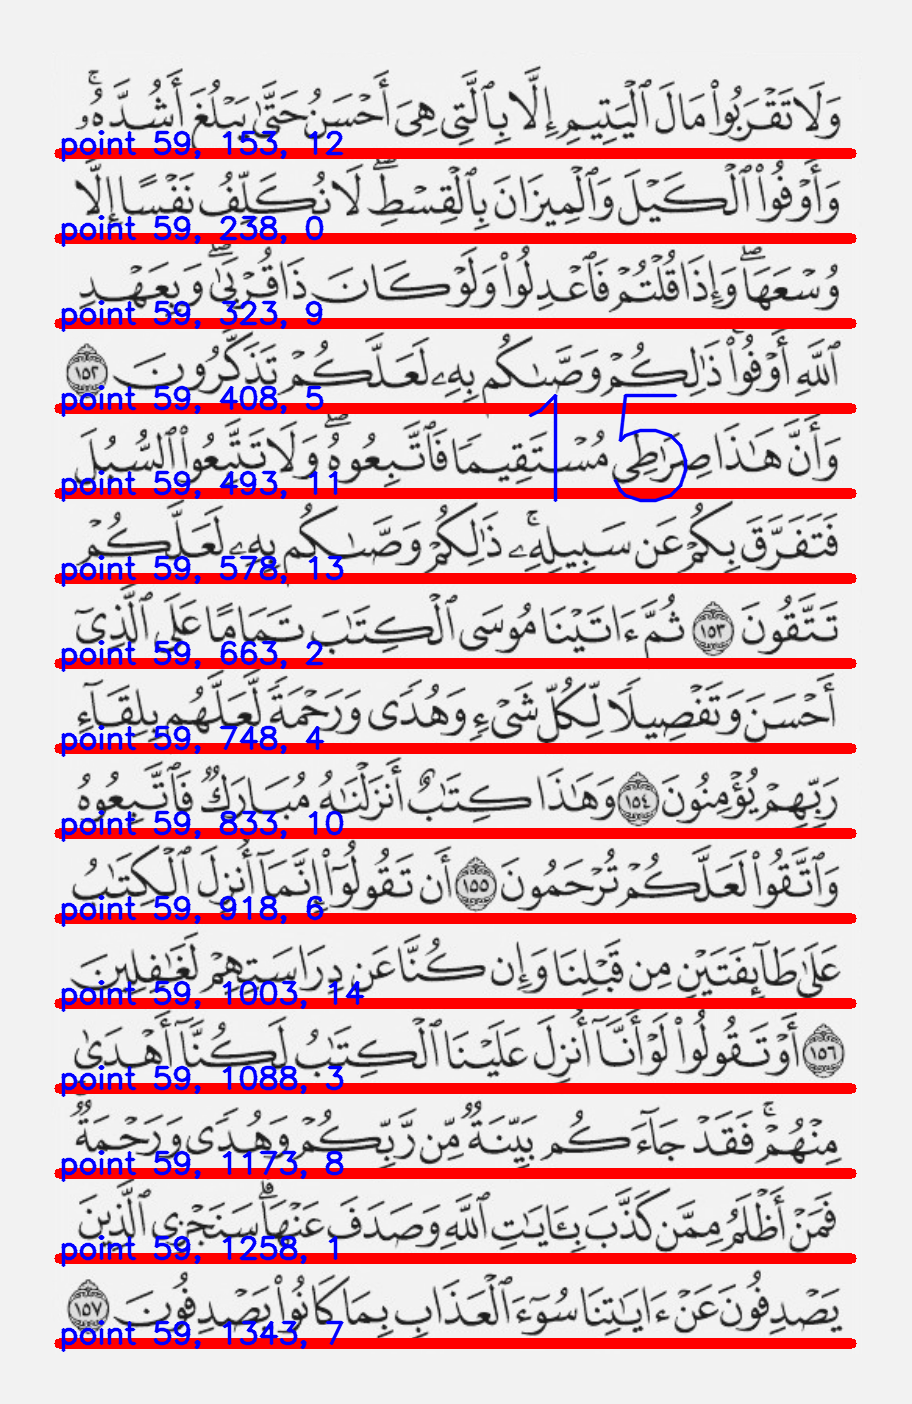 وَلَا تَقْرَبُوا۟ مَالَ ٱلْيَتِيمِ إِلَّا بِٱلَّتِى هِىَ أَحْسَنُ حَتَّىٰ يَبْلُغَ أَشُدَّهُۥۚ
point 59, 153, 12
وَأَوْفُوا۟ ٱلْكَيْلَ وَٱلْمِيزَانَ بِٱلْقِسْطِۖ لَا نُكَلِّفُ نَفْسًا إِلَّا
point 59, 238, 0
وُسْعَهَاۖ وَإِذَا قُلْتُمْ فَٱعْدِلُوا۟ وَلَوْ كَانَ ذَا قُرْبَىٰۖ وَبِعَهْدِ
point 59, 323, 9
ٱللَّهِ أَوْفُوا۟ۚ ذَٰلِكُمْ وَصَّىٰكُم بِهِۦ لَعَلَّكُمْ تَذَكَّرُونَ ١٥٢
point 59, 408, 5
15
وَأَنَّ هَٰذَا صِرَٰطِى مُسْتَقِيمًا فَٱتَّبِعُوهُۖ وَلَا تَتَّبِعُوا۟ ٱلسُّبُلَ
point 59, 493, 11
فَتَفَرَّقَ بِكُمْ عَن سَبِيلِهِۦۚ ذَٰلِكُمْ وَصَّىٰكُم بِهِۦ لَعَلَّكُمْ
point 59, 578, 13
تَتَّقُونَ ١٥٣ ثُمَّ ءَاتَيْنَا مُوسَى ٱلْكِتَٰبَ تَمَامًا عَلَى ٱلَّذِىٓ
point 59, 663, 2
أَحْسَنَ وَتَفْصِيلًا لِّكُلِّ شَىْءٍ وَهُدًى وَرَحْمَةً لَّعَلَّهُم بِلِقَآءِ
point 59, 748, 4
رَبِّهِمْ يُؤْمِنُونَ ١٥٤ وَهَٰذَا كِتَٰبٌ أَنزَلْنَٰهُ مُبَارَكٌ فَٱتَّبِعُوهُ
point 59, 833, 10
وَٱتَّقُوا۟ لَعَلَّكُمْ تُرْحَمُونَ ١٥٥ أَن تَقُولُوٓا۟ إِنَّمَآ أُنزِلَ ٱلْكِتَٰبُ
point 59, 918, 6
عَلَىٰ طَآئِفَتَيْنِ مِن قَبْلِنَا وَإِن كُنَّا عَن دِرَاسَتِهِمْ لَغَٰفِلِينَ
point 59, 1003, 14
١٥٦ أَوْ تَقُولُوا۟ لَوْ أَنَّآ أُنزِلَ عَلَيْنَا ٱلْكِتَٰبُ لَكُنَّآ أَهْدَىٰ
point 59, 1088, 3
مِنْهُمْۚ فَقَدْ جَآءَكُم بَيِّنَةٌ مِّن رَّبِّكُمْ وَهُدًى وَرَحْمَةٌ
point 59, 1173, 8
فَمَنْ أَظْلَمُ مِمَّن كَذَّبَ بِـَٔايَٰتِ ٱللَّهِ وَصَدَفَ عَنْهَاۗ سَنَجْزِى ٱلَّذِينَ
point 59, 1258, 1
يَصْدِفُونَ عَنْ ءَايَٰتِنَا سُوٓءَ ٱلْعَذَابِ بِمَا كَانُوا۟ يَصْدِفُونَ ١٥٧
point 59, 1343, 7